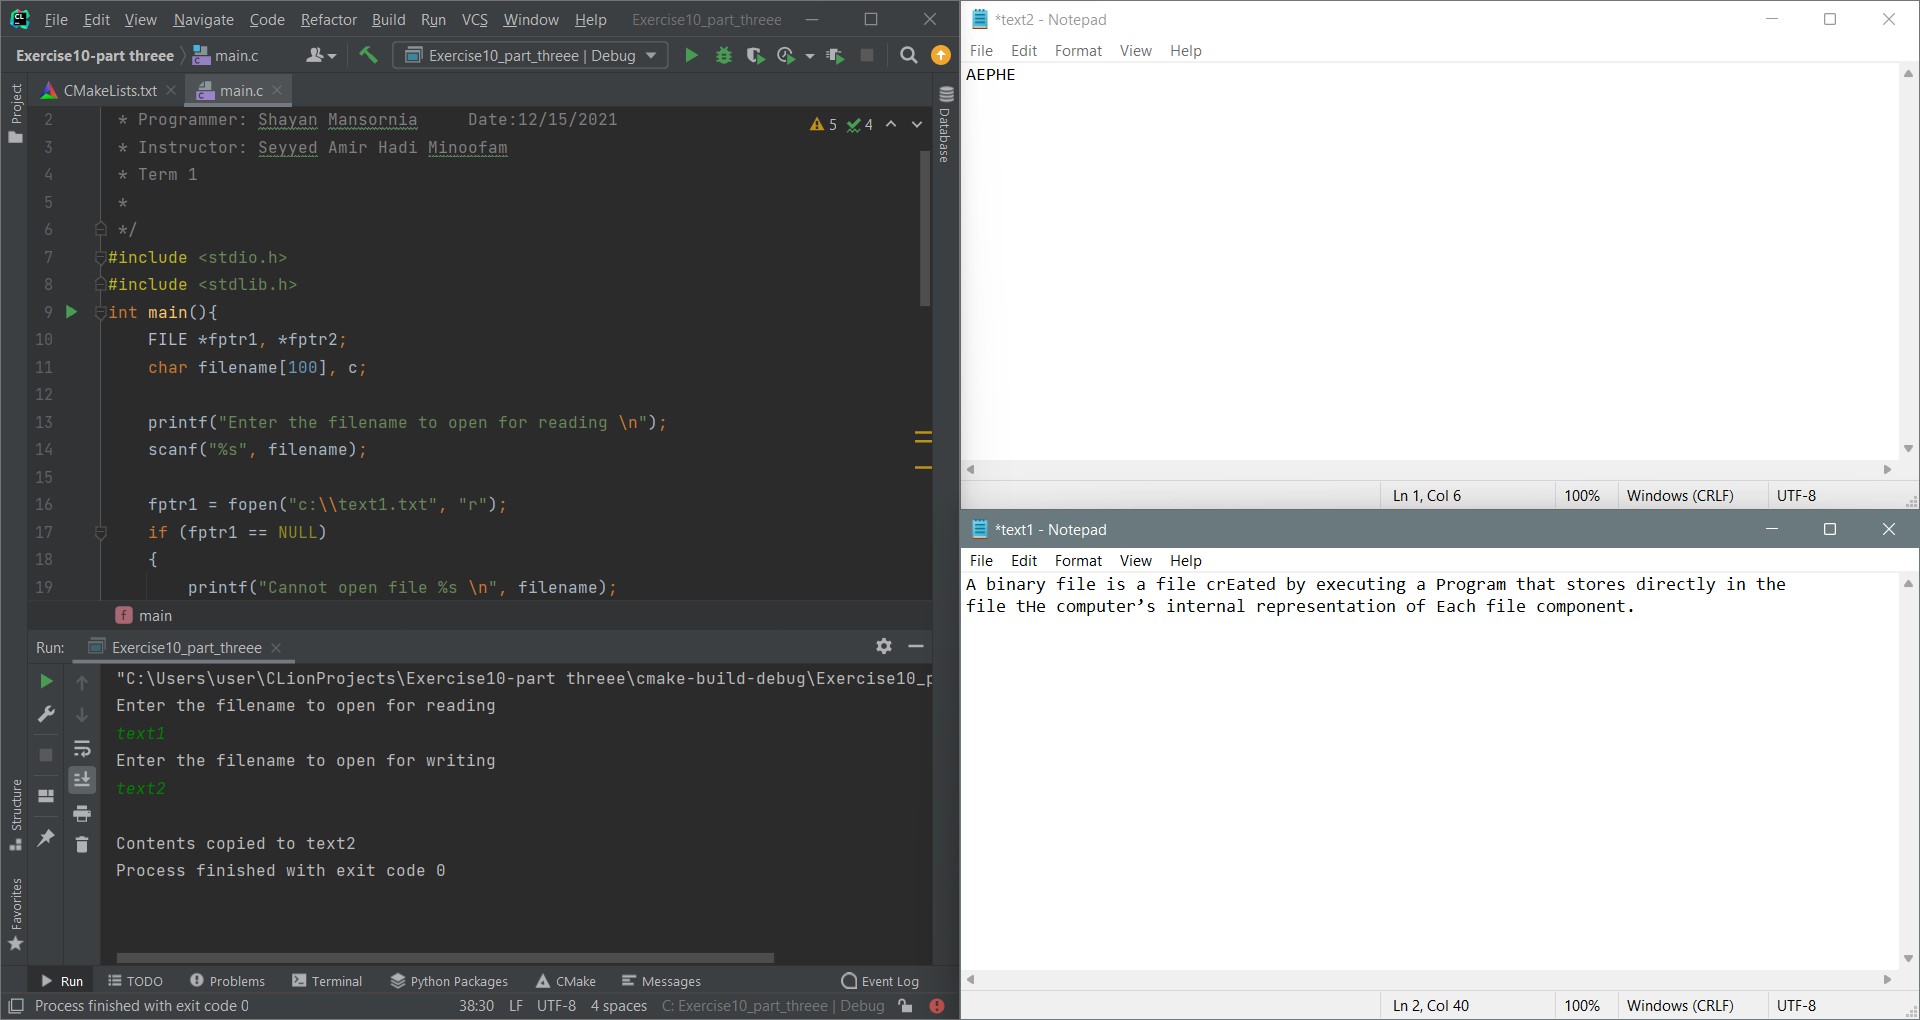 File Edit View Navigate Code Refactor Build Run VCS Window Help Exercise10_part_threee
Exercise10-part threee main.c Exercise10_part_threee | Debug
CMakeLists.txt main.c
Project
Database
5 4
2 * Programmer: Shayan Mansornia Date:12/15/2021
3 * Instructor: Seyyed Amir Hadi Minoofam
4 * Term 1
5 *
6 */
7 #include <stdio.h>
8 #include <stdlib.h>
9 int main(){
10 FILE *fptr1, *fptr2;
11 char filename[100], c;
12
13 printf("Enter the filename to open for reading \n");
14 scanf("%s", filename);
15
16 fptr1 = fopen("c:\\text1.txt", "r");
17 if (fptr1 == NULL)
18 {
19 printf("Cannot open file %s \n", filename);
f main
Run: Exercise10_part_threee
"C:\Users\user\CLionProjects\Exercise10-part threee\cmake-build-debug\Exercise10_p
Enter the filename to open for reading
text1
Enter the filename to open for writing
text2
Contents copied to text2
Process finished with exit code 0
Structure
Favorites
Run TODO Problems Terminal Python Packages CMake Messages Event Log
Process finished with exit code 0 38:30 LF UTF-8 4 spaces C: Exercise10_part_threee | Debug
*text2 - Notepad
File Edit Format View Help
AEPHE
Ln 1, Col 6 100% Windows (CRLF) UTF-8
*text1 - Notepad
File Edit Format View Help
A binary file is a file crEated by executing a Program that stores directly in the
file tHe computer’s internal representation of Each file component.
Ln 2, Col 40 100% Windows (CRLF) UTF-8